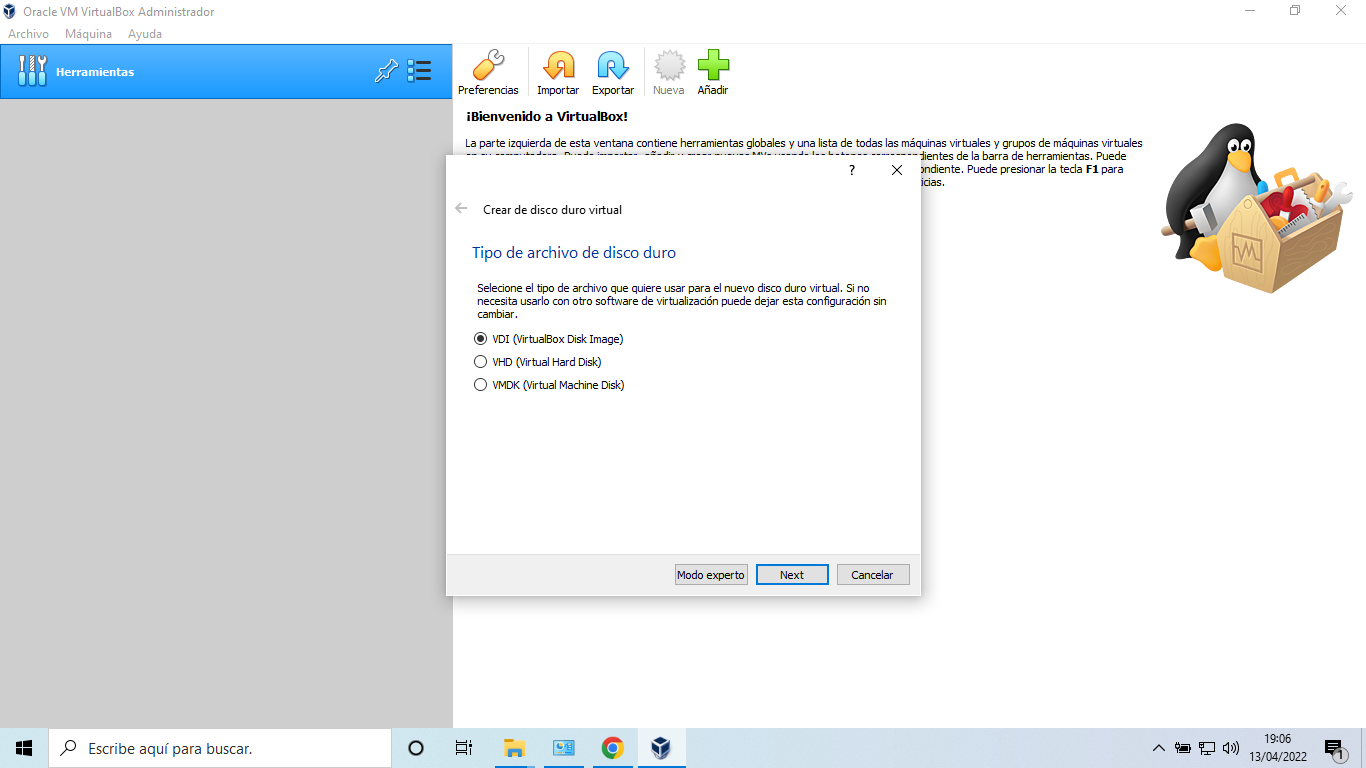 Oracle VM VirtualBox Administrador
Archivo Máquina Ayuda
Herramientas
Preferencias Importar Exportar Nueva Añadir
¡Bienvenido a VirtualBox!
La parte izquierda de esta ventana contiene herramientas globales y una lista de todas las máquinas virtuales y grupos de máquinas virtuales
dientes de la barra de herramientas. Puede
ondiente. Puede presionar la tecla F1 para
icias.
?
Crear de disco duro virtual
Tipo de archivo de disco duro
Selecione el tipo de archivo que quiere usar para el nuevo disco duro virtual. Si no
necesita usarlo con otro software de virtualización puede dejar esta configuración sin
cambiar.
VDI (VirtualBox Disk Image)
VHD (Virtual Hard Disk)
VMDK (Virtual Machine Disk)
Modo experto Next Cancelar
Escribe aquí para buscar.
19:06
13/04/2022
1